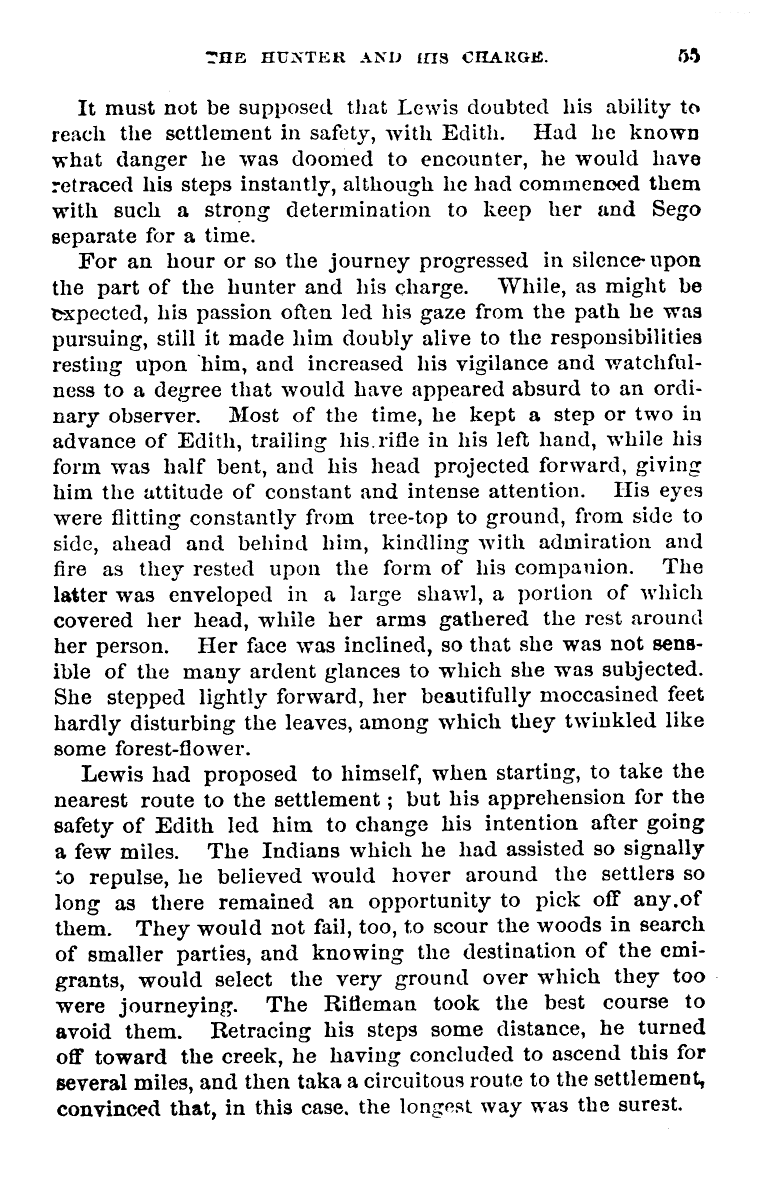 THE HUNTER AND HIS CHARGE. 55
It must not be supposed that Lewis doubted his ability to
reach the settlement in safety, with Edith. Had he known
what danger he was doomed to encounter, he would have
retraced his steps instantly, although he had commenced them
with such a strong determination to keep her and Sego
separate for a time.
For an hour or so the journey progressed in silence upon
the part of the hunter and his charge. While, as might be
expected, his passion often led his gaze from the path he was
pursuing, still it made him doubly alive to the responsibilities
resting upon him, and increased his vigilance and watchful-
ness to a degree that would have appeared absurd to an ordi-
nary observer. Most of the time, he kept a step or two in
advance of Edith, trailing his rifle in his left hand, while his
form was half bent, and his head projected forward, giving
him the attitude of constant and intense attention. His eyes
were flitting constantly from tree-top to ground, from side to
side, ahead and behind him, kindling with admiration and
fire as they rested upon the form of his companion. The
latter was enveloped in a large shawl, a portion of which
covered her head, while her arms gathered the rest around
her person. Her face was inclined, so that she was not sens-
ible of the many ardent glances to which she was subjected.
She stepped lightly forward, her beautifully moccasined feet
hardly disturbing the leaves, among which they twinkled like
some forest-flower.
Lewis had proposed to himself, when starting, to take the
nearest route to the settlement; but his apprehension for the
safety of Edith led him to change his intention after going
a few miles. The Indians which he had assisted so signally
to repulse, he believed would hover around the settlers so
long as there remained an opportunity to pick off any of
them. They would not fail, too, to scour the woods in search
of smaller parties, and knowing the destination of the emi-
grants, would select the very ground over which they too
were journeying. The Rifleman took the best course to
avoid them. Retracing his steps some distance, he turned
off toward the creek, he having concluded to ascend this for
several miles, and then taka a circuitous route to the settlement,
convinced that, in this case, the longest way was the surest.